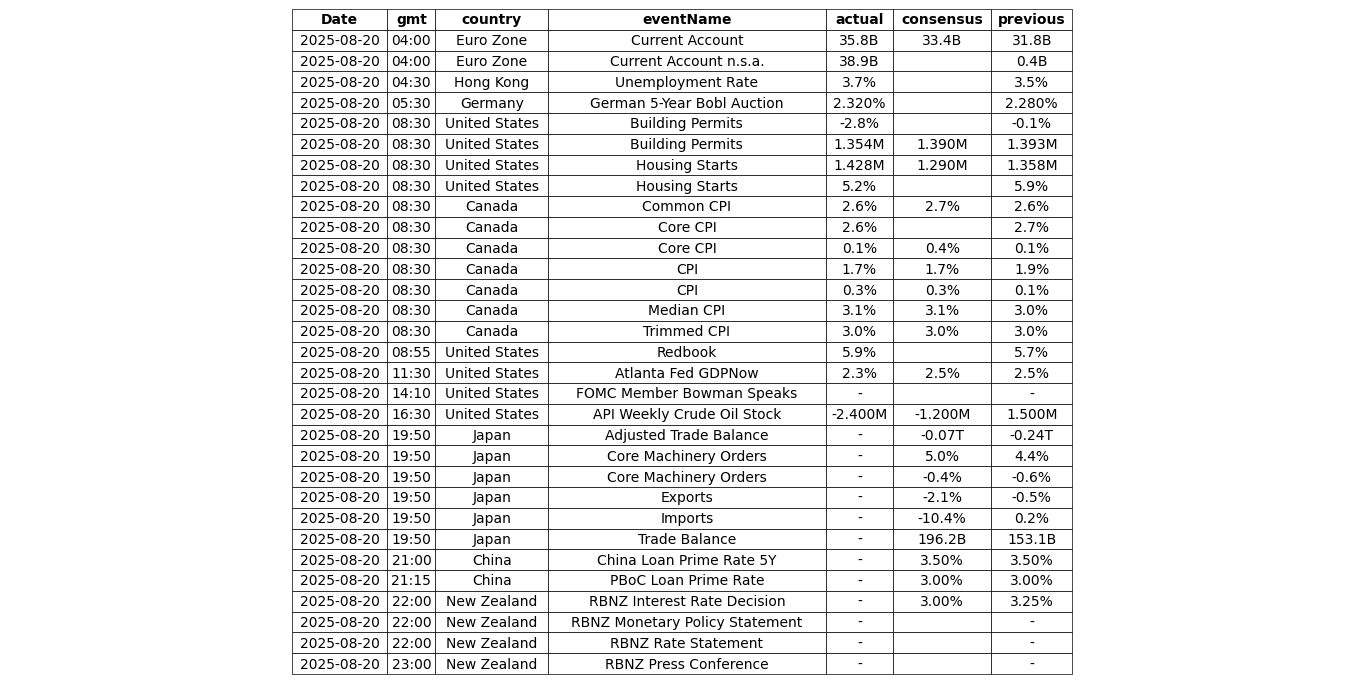 Date gmt country eventName actual consensus previous
2025-08-20 04:00 Euro Zone Current Account 35.8B 33.4B 31.8B
2025-08-20 04:00 Euro Zone Current Account n.s.a. 38.9B 0.4B
2025-08-20 04:30 Hong Kong Unemployment Rate 3.7% 3.5%
2025-08-20 05:30 Germany German 5-Year Bobl Auction 2.320% 2.280%
2025-08-20 08:30 United States Building Permits -2.8% -0.1%
2025-08-20 08:30 United States Building Permits 1.354M 1.390M 1.393M
2025-08-20 08:30 United States Housing Starts 1.428M 1.290M 1.358M
2025-08-20 08:30 United States Housing Starts 5.2% 5.9%
2025-08-20 08:30 Canada Common CPI 2.6% 2.7% 2.6%
2025-08-20 08:30 Canada Core CPI 2.6% 2.7%
2025-08-20 08:30 Canada Core CPI 0.1% 0.4% 0.1%
2025-08-20 08:30 Canada CPI 1.7% 1.7% 1.9%
2025-08-20 08:30 Canada CPI 0.3% 0.3% 0.1%
2025-08-20 08:30 Canada Median CPI 3.1% 3.1% 3.0%
2025-08-20 08:30 Canada Trimmed CPI 3.0% 3.0% 3.0%
2025-08-20 08:55 United States Redbook 5.9% 5.7%
2025-08-20 11:30 United States Atlanta Fed GDPNow 2.3% 2.5% 2.5%
2025-08-20 14:10 United States FOMC Member Bowman Speaks - -
2025-08-20 16:30 United States API Weekly Crude Oil Stock -2.400M -1.200M 1.500M
2025-08-20 19:50 Japan Adjusted Trade Balance - -0.07T -0.24T
2025-08-20 19:50 Japan Core Machinery Orders - 5.0% 4.4%
2025-08-20 19:50 Japan Core Machinery Orders - -0.4% -0.6%
2025-08-20 19:50 Japan Exports - -2.1% -0.5%
2025-08-20 19:50 Japan Imports - -10.4% 0.2%
2025-08-20 19:50 Japan Trade Balance - 196.2B 153.1B
2025-08-20 21:00 China China Loan Prime Rate 5Y - 3.50% 3.50%
2025-08-20 21:15 China PBoC Loan Prime Rate - 3.00% 3.00%
2025-08-20 22:00 New Zealand RBNZ Interest Rate Decision - 3.00% 3.25%
2025-08-20 22:00 New Zealand RBNZ Monetary Policy Statement - -
2025-08-20 22:00 New Zealand RBNZ Rate Statement - -
2025-08-20 23:00 New Zealand RBNZ Press Conference - -